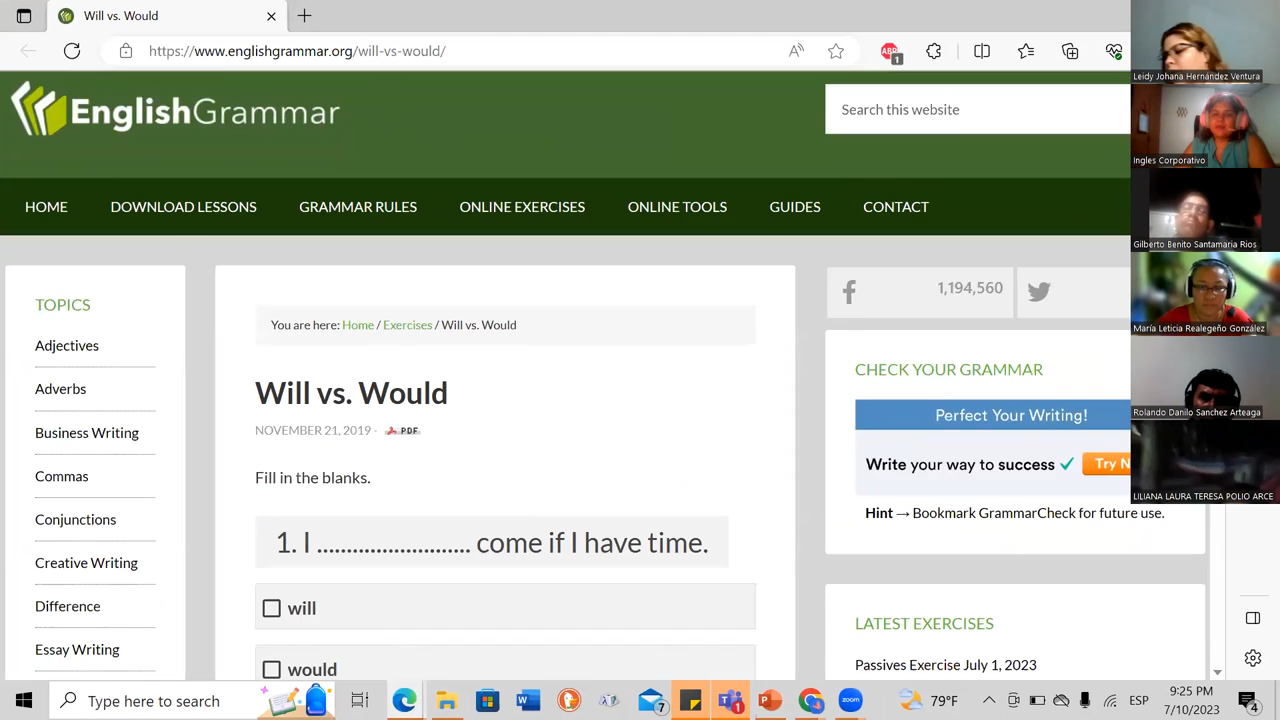 Will vs. Would
https://www.englishgrammar.org/will-vs-would/
ABP
1
EnglishGrammar
Search this website
HOME
DOWNLOAD LESSONS
GRAMMAR RULES
ONLINE EXERCISES
ONLINE TOOLS
GUIDES
CONTACT
TOPICS
Adjectives
Adverbs
Business Writing
Commas
Conjunctions
Creative Writing
Difference
Essay Writing
You are here: Home / Exercises / Will vs. Would
Will vs. Would
NOVEMBER 21, 2019 - PDF
Fill in the blanks.
1. I ......................... come if I have time.
will
would
1,194,560
CHECK YOUR GRAMMAR
Perfect Your Writing!
Write your way to success ✓ Try N
Hint → Bookmark GrammarCheck for future use.
LATEST EXERCISES
Passives Exercise July 1, 2023
Leidy Johana Hernández Ventura
Ingles Corporativo
Gilberto Benito Santamaria Rios
María Leticia Realegeño González
Rolando Danilo Sanchez Arteaga
LILIANA LAURA TERESA POLIO ARCE
Type here to search
7
1
79°F
ESP
9:25 PM
7/10/2023
4